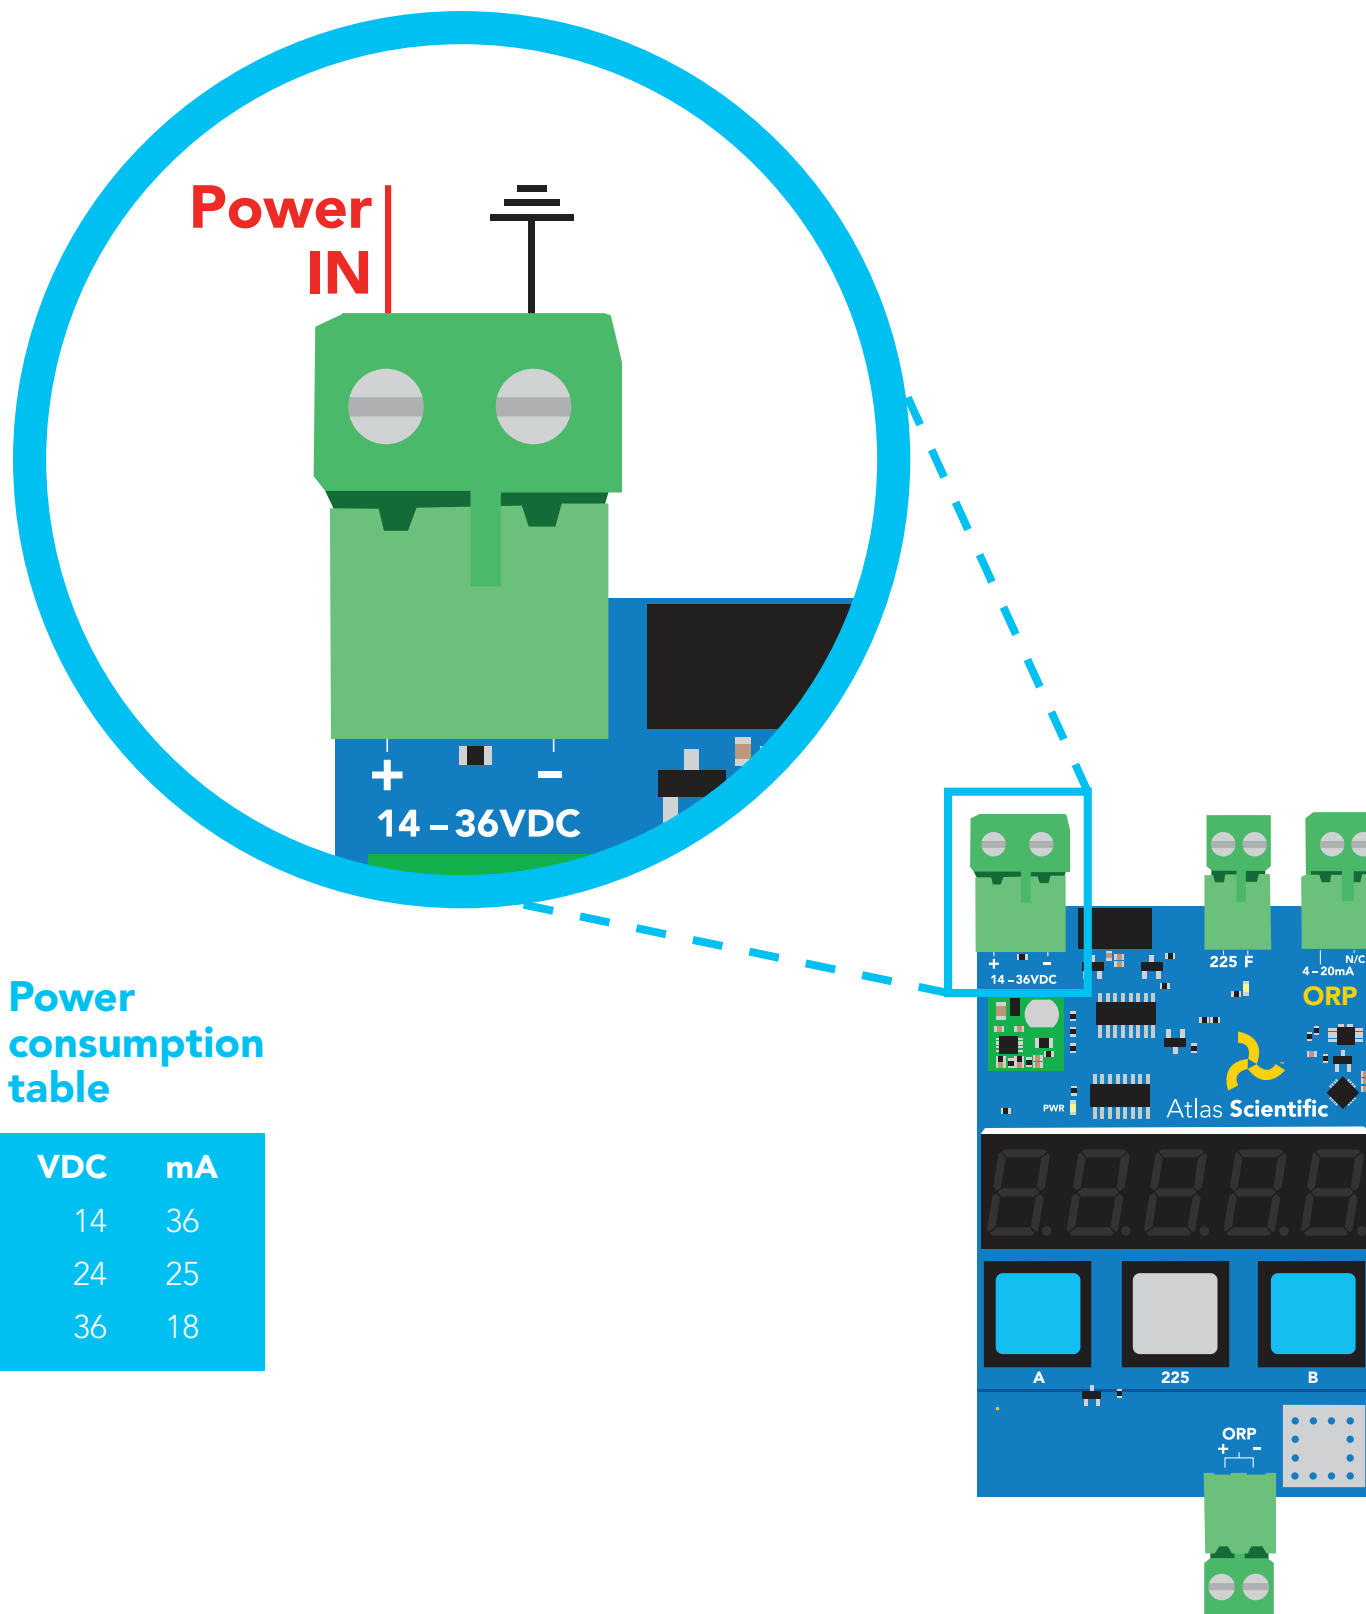 Power
IN
+ –
14 – 36VDC
+ –
14 – 36VDC
225 F
4 – 20mA
N/C
ORP
PWR
Atlas Scientific™
Power
consumption
table
VDC mA
14 36
24 25
36 18
A
225
B
ORP
+ –